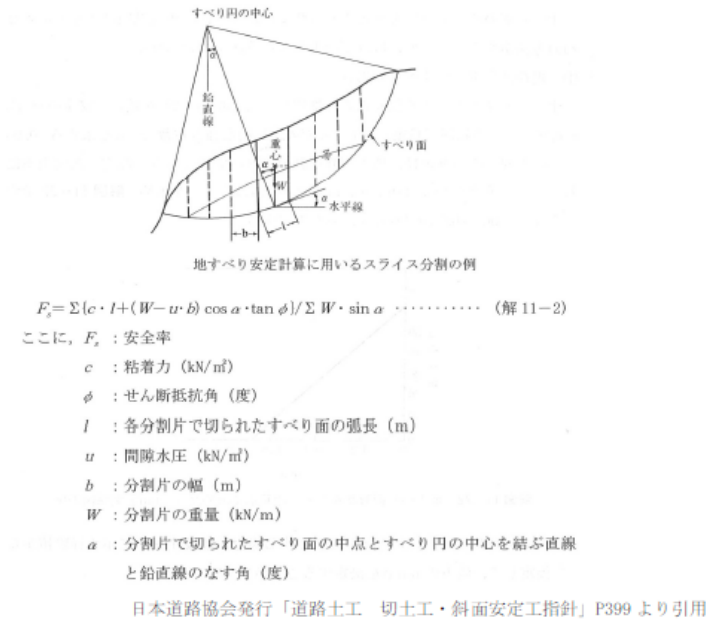 すべり円の中心
α
鉛直線
重心
α
W
すべり面
α
水平線
l
b
地すべり安定計算に用いるスライス分割の例
F_s=Σ{c・l+(W−u・b)cos α・tan φ}/Σ W・sin α ………… (解 11−2)
ここに, F_s : 安全率
c : 粘着力 (kN/㎡)
φ : せん断抵抗角 (度)
l : 各分割片で切られたすべり面の弧長 (m)
u : 間隙水圧 (kN/㎡)
b : 分割片の幅 (m)
W : 分割片の重量 (kN/m)
α : 分割片で切られたすべり面の中点とすべり円の中心を結ぶ直線
と鉛直線のなす角 (度)
日本道路協会発行「道路土工 切土工・斜面安定工指針」P399 より引用